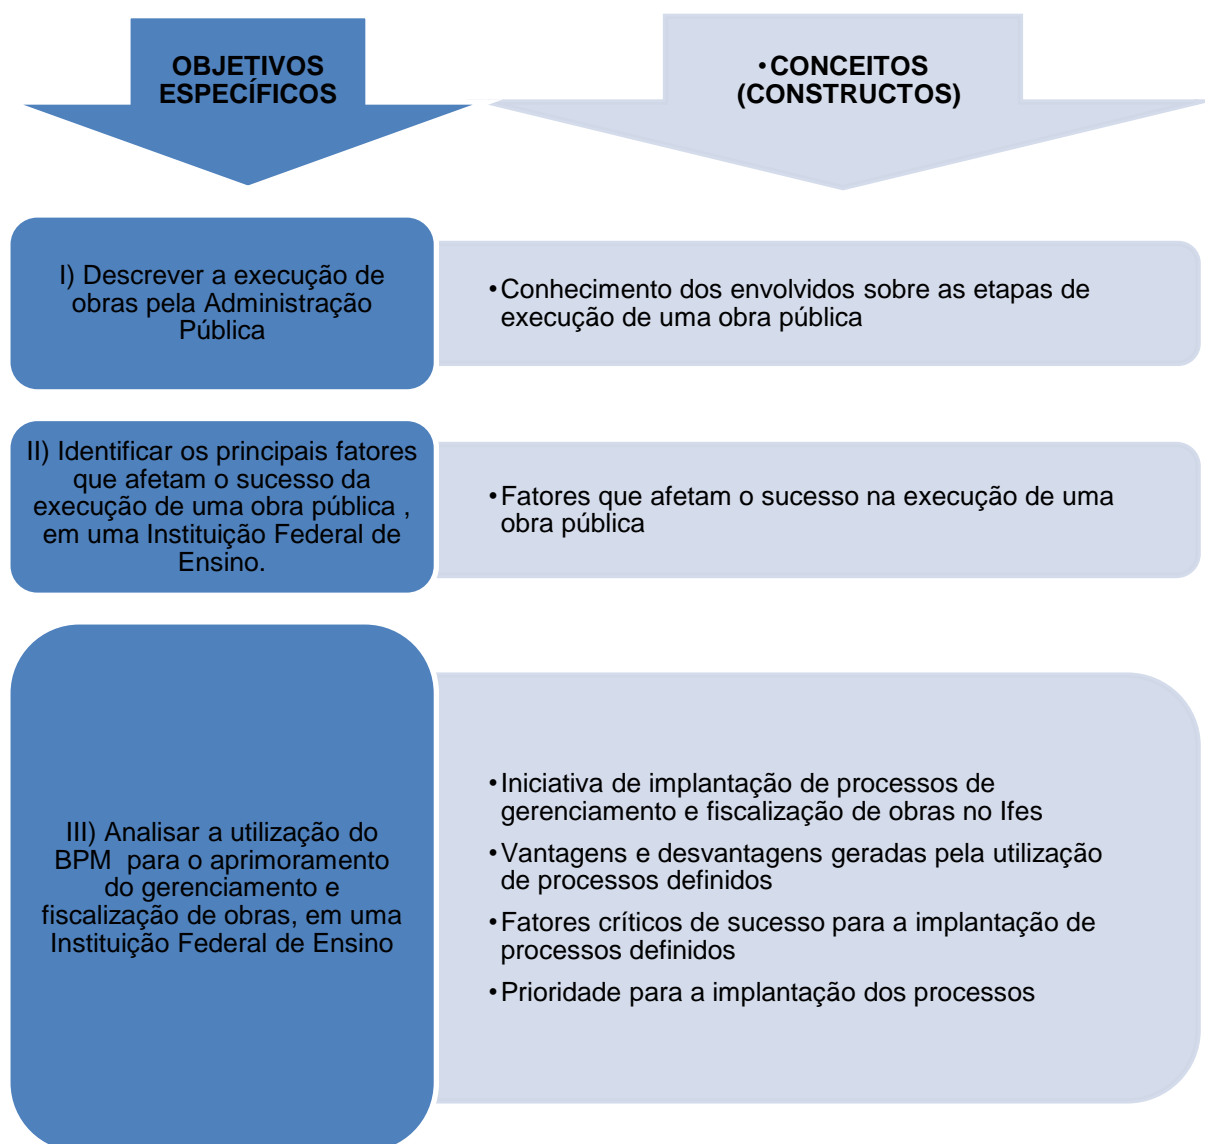 OBJETIVOS
ESPECÍFICOS
•CONCEITOS
(CONSTRUCTOS)
I) Descrever a execução de
obras pela Administração
Pública
•Conhecimento dos envolvidos sobre as etapas de
execução de uma obra pública
II) Identificar os principais fatores
que afetam o sucesso da
execução de uma obra pública ,
em uma Instituição Federal de
Ensino.
•Fatores que afetam o sucesso na execução de uma
obra pública
III) Analisar a utilização do
BPM  para o aprimoramento
do gerenciamento e
fiscalização de obras, em uma
Instituição Federal de Ensino
•Iniciativa de implantação de processos de
gerenciamento e fiscalização de obras no Ifes
•Vantagens e desvantagens geradas pela utilização
de processos definidos
•Fatores críticos de sucesso para a implantação de
processos definidos
•Prioridade para a implantação dos processos